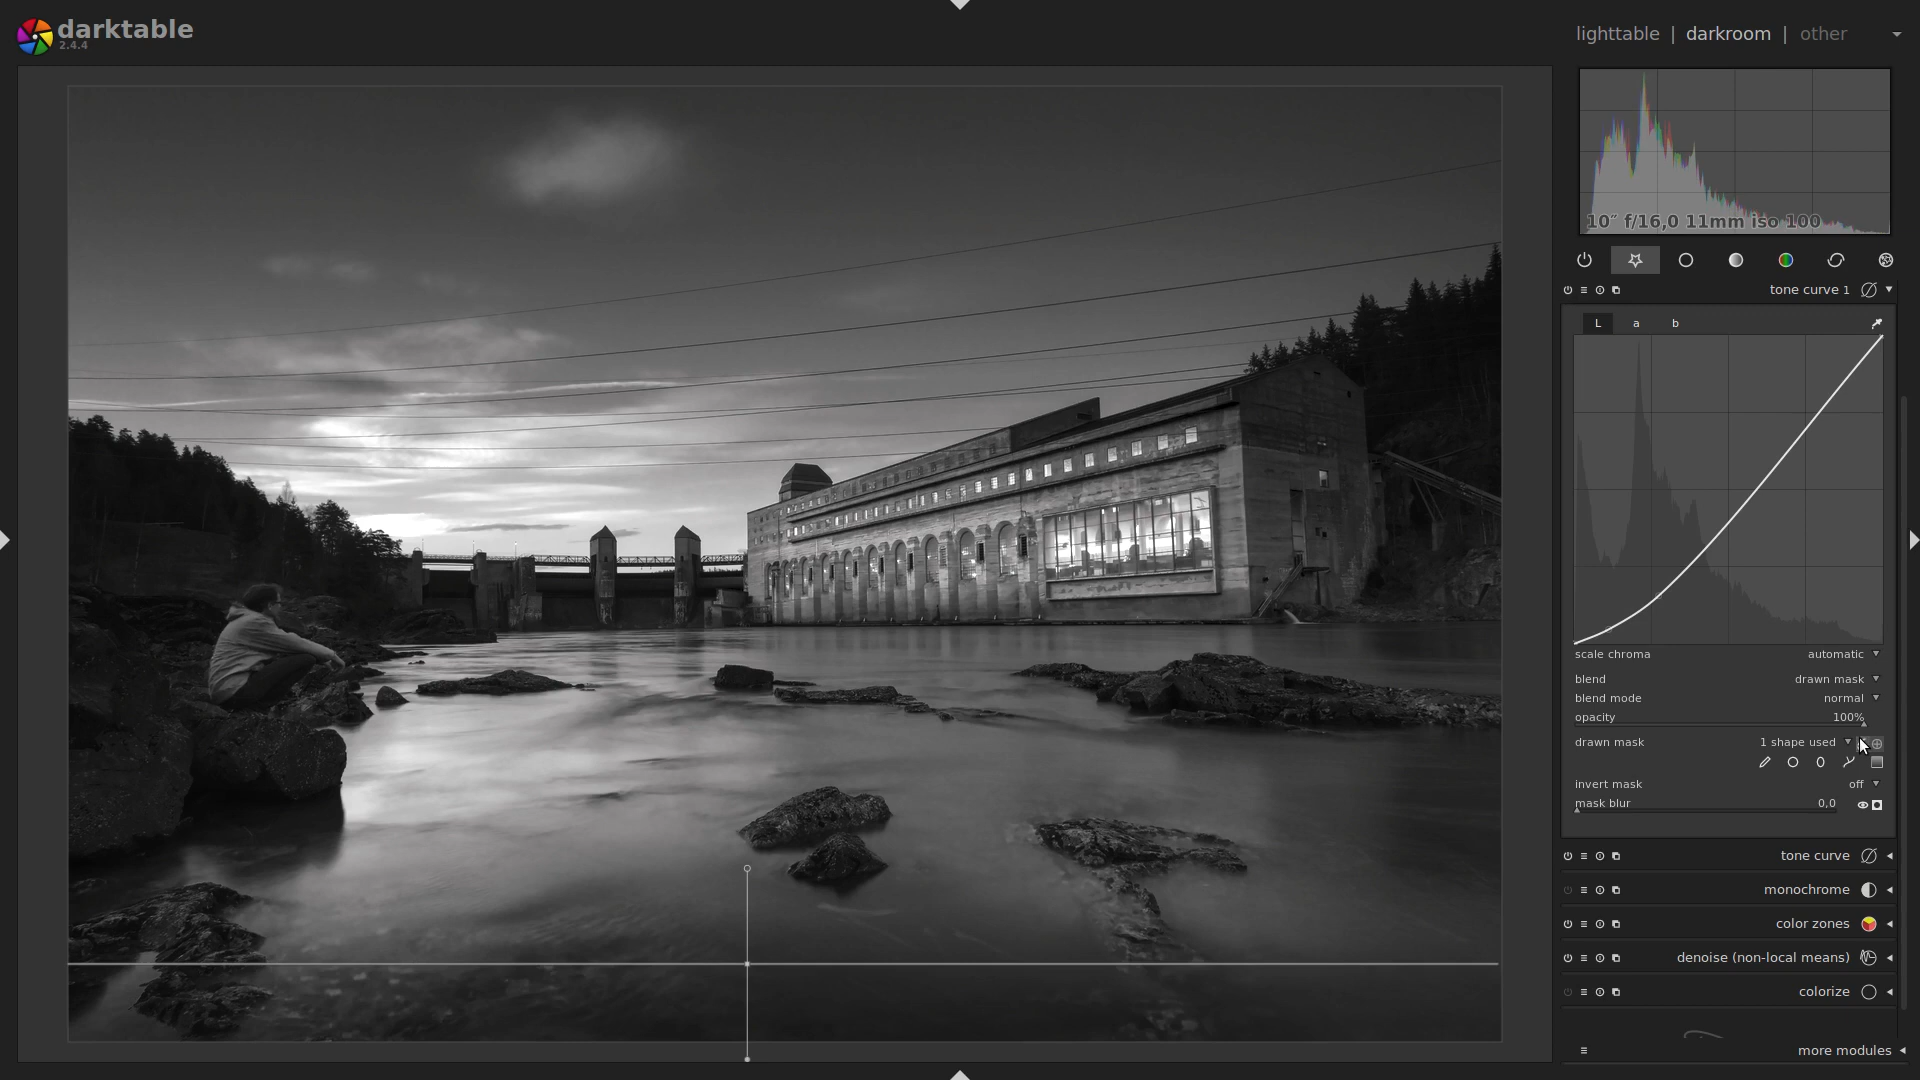 darktable
2.4.4
lighttable | darkroom | other
10″ f/16,0 11mm iso 100
tone curve 1
L a b
scale chroma automatic
blend drawn mask
blend mode normal
opacity 100%
drawn mask 1 shape used
invert mask off
mask blur 0,0
tone curve
monochrome
color zones
denoise (non-local means)
colorize
more modules